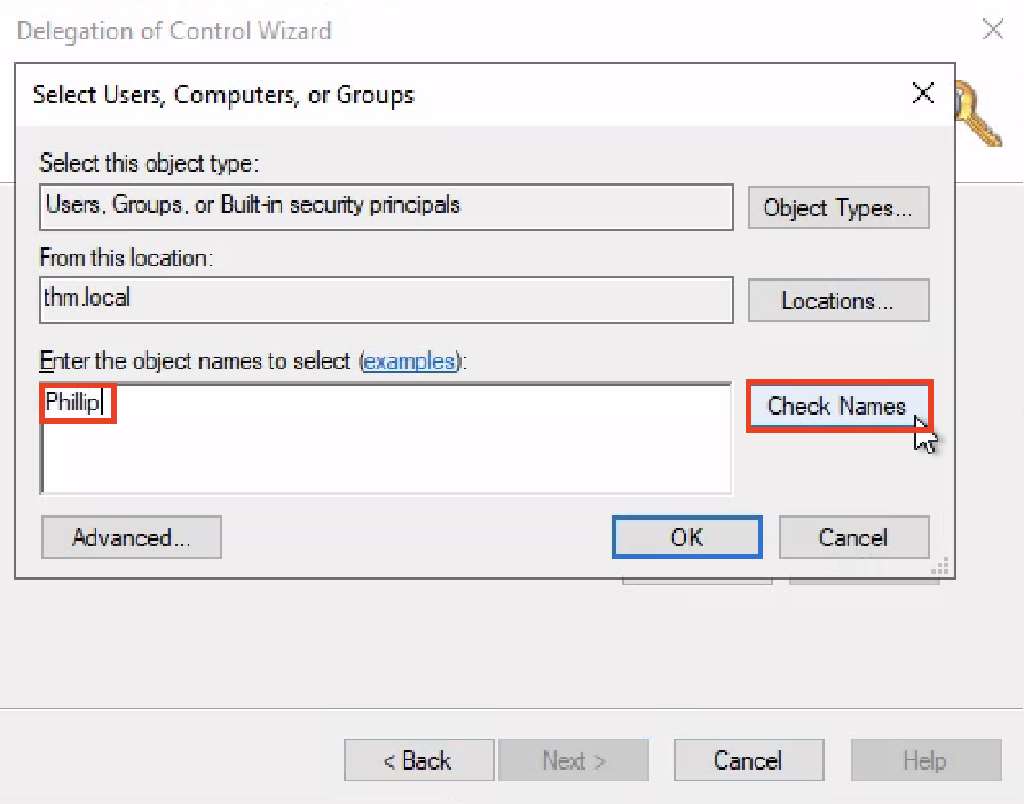 Delegation of Control Wizard
Select Users, Computers, or Groups
Select this object type:
Users, Groups, or Built-in security principals
Object Types...
From this location:
thm.local
Locations...
Enter the object names to select (examples):
Phillip
Check Names
Advanced...
OK
Cancel
< Back
Next >
Cancel
Help